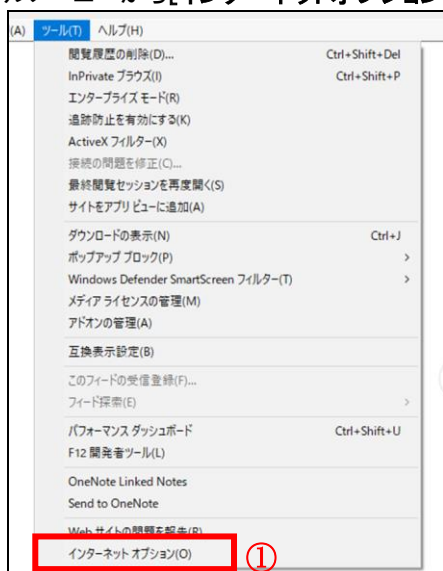 (A) ツール(T) ヘルプ(H)
閲覧履歴の削除(D)... Ctrl+Shift+Del
InPrivate ブラウズ(I) Ctrl+Shift+P
エンタープライズ モード(R)
追跡防止を有効にする(K)
ActiveX フィルター(X)
接続の問題を修正(C)...
最終閲覧セッションを再度開く(S)
サイトをアプリ ビューに追加(A)
ダウンロードの表示(N) Ctrl+J
ポップアップ ブロック(P) >
Windows Defender SmartScreen フィルター(T) >
メディア ライセンスの管理(M)
アドオンの管理(A)
互換表示設定(B)
このフィードの受信登録(F)...
フィード探索(E) >
パフォーマンス ダッシュボード Ctrl+Shift+U
F12 開発者ツール(L)
OneNote Linked Notes
Send to OneNote
Web サイトの問題を報告(R)
インターネット オプション(O) ①